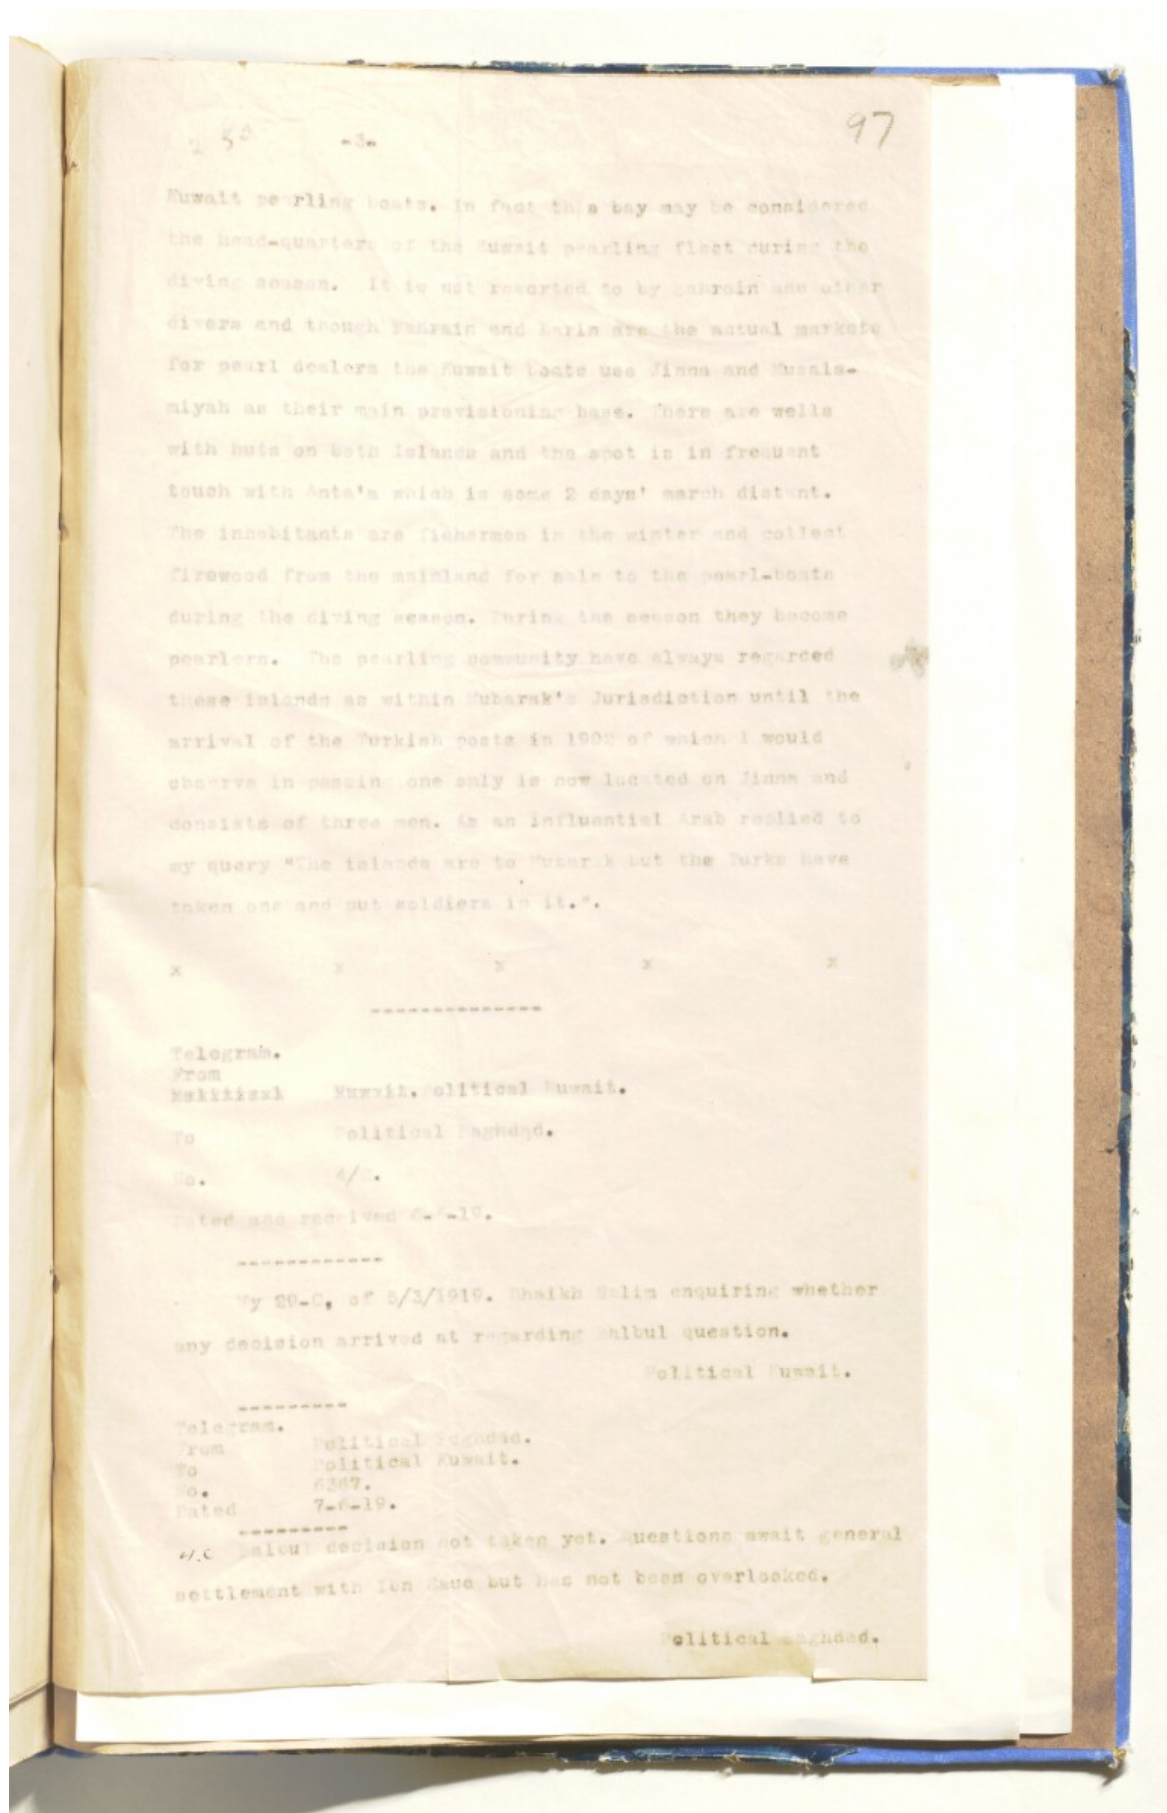 97
-3-
Kuwait pearling boats. In fact this bay may be considered
the head-quarters of the Kuwait pearling fleet during the
diving season. It is not resorted to by Bahrain and other
divers and though Bahrain and Darin are the actual markets
for pearl dealers the Kuwait boats use Jinna and Musala-
miyah as their main provisioning base. There are wells
with huts on both Islands and the spot is in frequent
touch with Anta'a which is some 2 days' march distant.
The inhabitants are fishermen in the winter and collect
firewood from the mainland for sale to the pearl-boats
during the diving season. During the season they become
pearlers. The pearling community have always regarded
these islands as within Mubarak's Jurisdiction until the
arrival of the Turkish posts in 1902 of which I would
observe in passing one only is now located on Jinna and
consists of three men. As an influential Arab replied to
my query "The islands are to Mubarak but the Turks have
taken one and put soldiers in it.".
x x x x x
--------------
Telegram.
From
Political Kuwait.
To Political Baghdad.
No.
Dated and received
------------
My 29-C, of 5/3/1919. Shaikh Salim enquiring whether
any decision arrived at regarding Balbul question.
Political Kuwait.
---------
Telegram.
From Political Baghdad.
To Political Kuwait.
No. 6367.
Dated 7-6-19.
---------
Balbul decision not taken yet. Questions await general
settlement with Ibn Saud but has not been overlooked.
Political Baghdad.